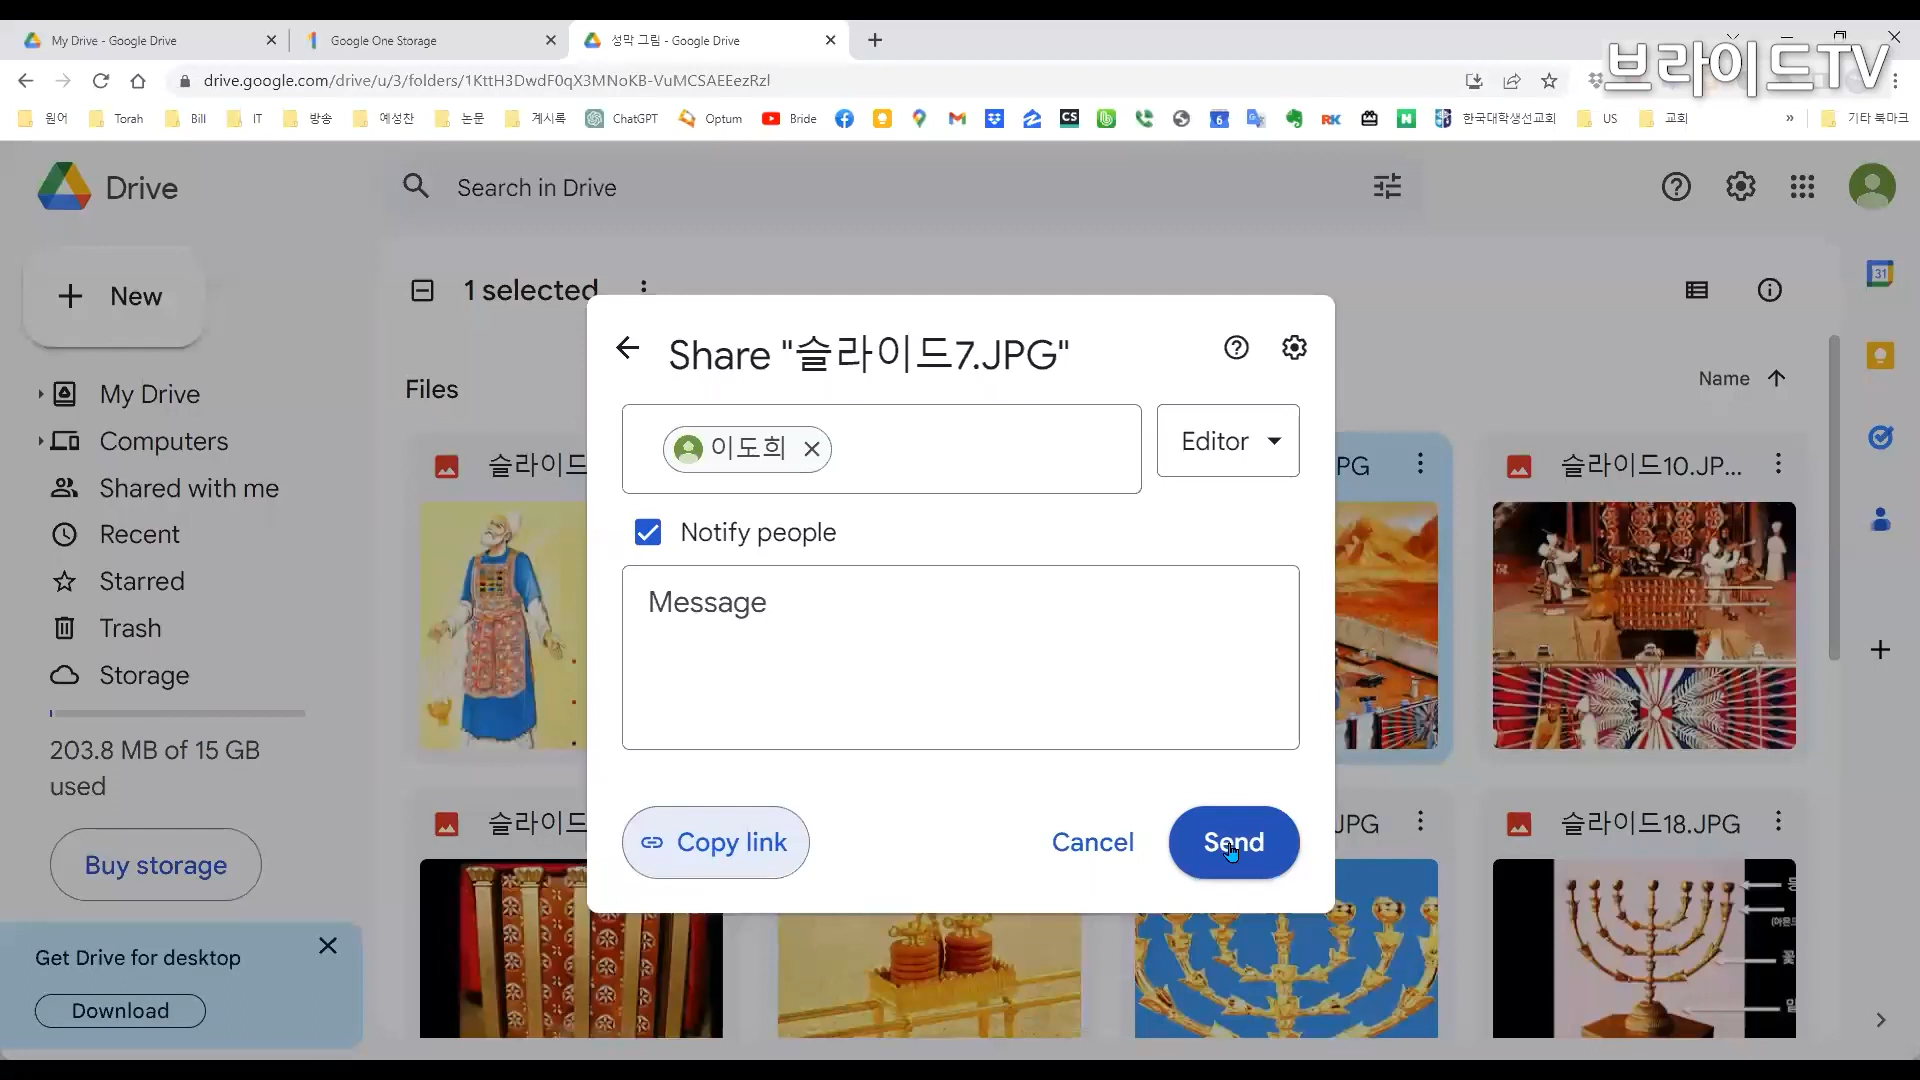 My Drive - Google Drive
Google One Storage
성막 그림 - Google Drive
브라이드TV
drive.google.com/drive/u/3/folders/1KttH3DwdF0qX3MNoKB-VuMCSAEEezRzl
원어 Torah Bill IT 방송 예성찬 논문 게시록 ChatGPT Optum Bride CS 6 RK N 한국대학생선교회 US 교회 » 기타 북마크
Drive
Search in Drive
New
1 selected
31
Share "슬라이드7.JPG"
My Drive
Files
Name
Computers
이도희
Editor
슬라이드
PG
슬라이드10.JP...
Shared with me
Recent
Notify people
Starred
Message
Trash
Storage
203.8 MB of 15 GB
used
슬라이드
JPG
슬라이드18.JPG
Copy link
Cancel
Send
Buy storage
Get Drive for desktop
Download